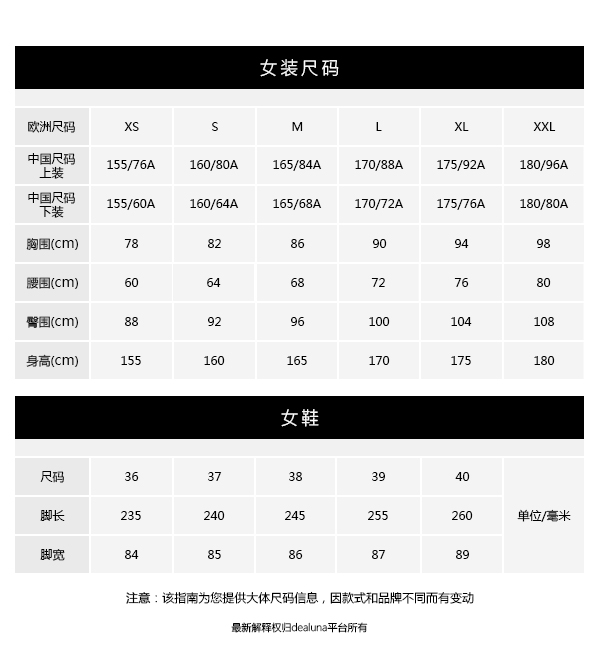 女装尺码
欧洲尺码 XS S M L XL XXL
中国尺码
上装 155/76A 160/80A 165/84A 170/88A 175/92A 180/96A
中国尺码
下装 155/60A 160/64A 165/68A 170/72A 175/76A 180/80A
胸围(cm) 78 82 86 90 94 98
腰围(cm) 60 64 68 72 76 80
臀围(cm) 88 92 96 100 104 108
身高(cm) 155 160 165 170 175 180
女鞋
尺码 36 37 38 39 40
脚长 235 240 245 255 260 单位/毫米
脚宽 84 85 86 87 89
注意：该指南为您提供大体尺码信息，因款式和品牌不同而有变动
最新解释权归dealuna平台所有